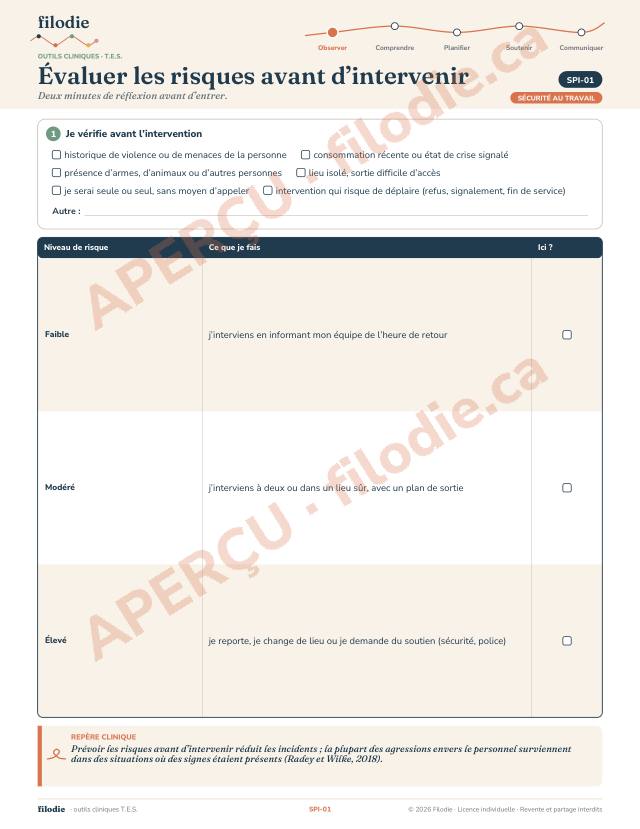 filodie
OUTILS CLINIQUES · T.E.S.
Observer Comprendre Planifier Soutenir Communiquer
Évaluer les risques avant d'intervenir
SPI-01
Deux minutes de réflexion avant d'entrer.
SÉCURITÉ AU TRAVAIL
1 Je vérifie avant l'intervention
historique de violence ou de menaces de la personne consommation récente ou état de crise signalé
présence d'armes, d'animaux ou d'autres personnes lieu isolé, sortie difficile d'accès
je serai seule ou seul, sans moyen d'appeler intervention qui risque de déplaire (refus, signalement, fin de service)
Autre :
Niveau de risque Ce que je fais Ici ?
Faible j'interviens en informant mon équipe de l'heure de retour
Modéré j'interviens à deux ou dans un lieu sûr, avec un plan de sortie
Élevé je reporte, je change de lieu ou je demande du soutien (sécurité, police)
APERÇU · filodie.ca
APERÇU · filodie.ca
REPÈRE CLINIQUE
Prévoir les risques avant d'intervenir réduit les incidents ; la plupart des agressions envers le personnel surviennent
dans des situations où des signes étaient présents (Radey et Wilke, 2018).
filodie · outils cliniques T.E.S. SPI-01 © 2026 Filodie · Licence individuelle · Revente et partage interdits